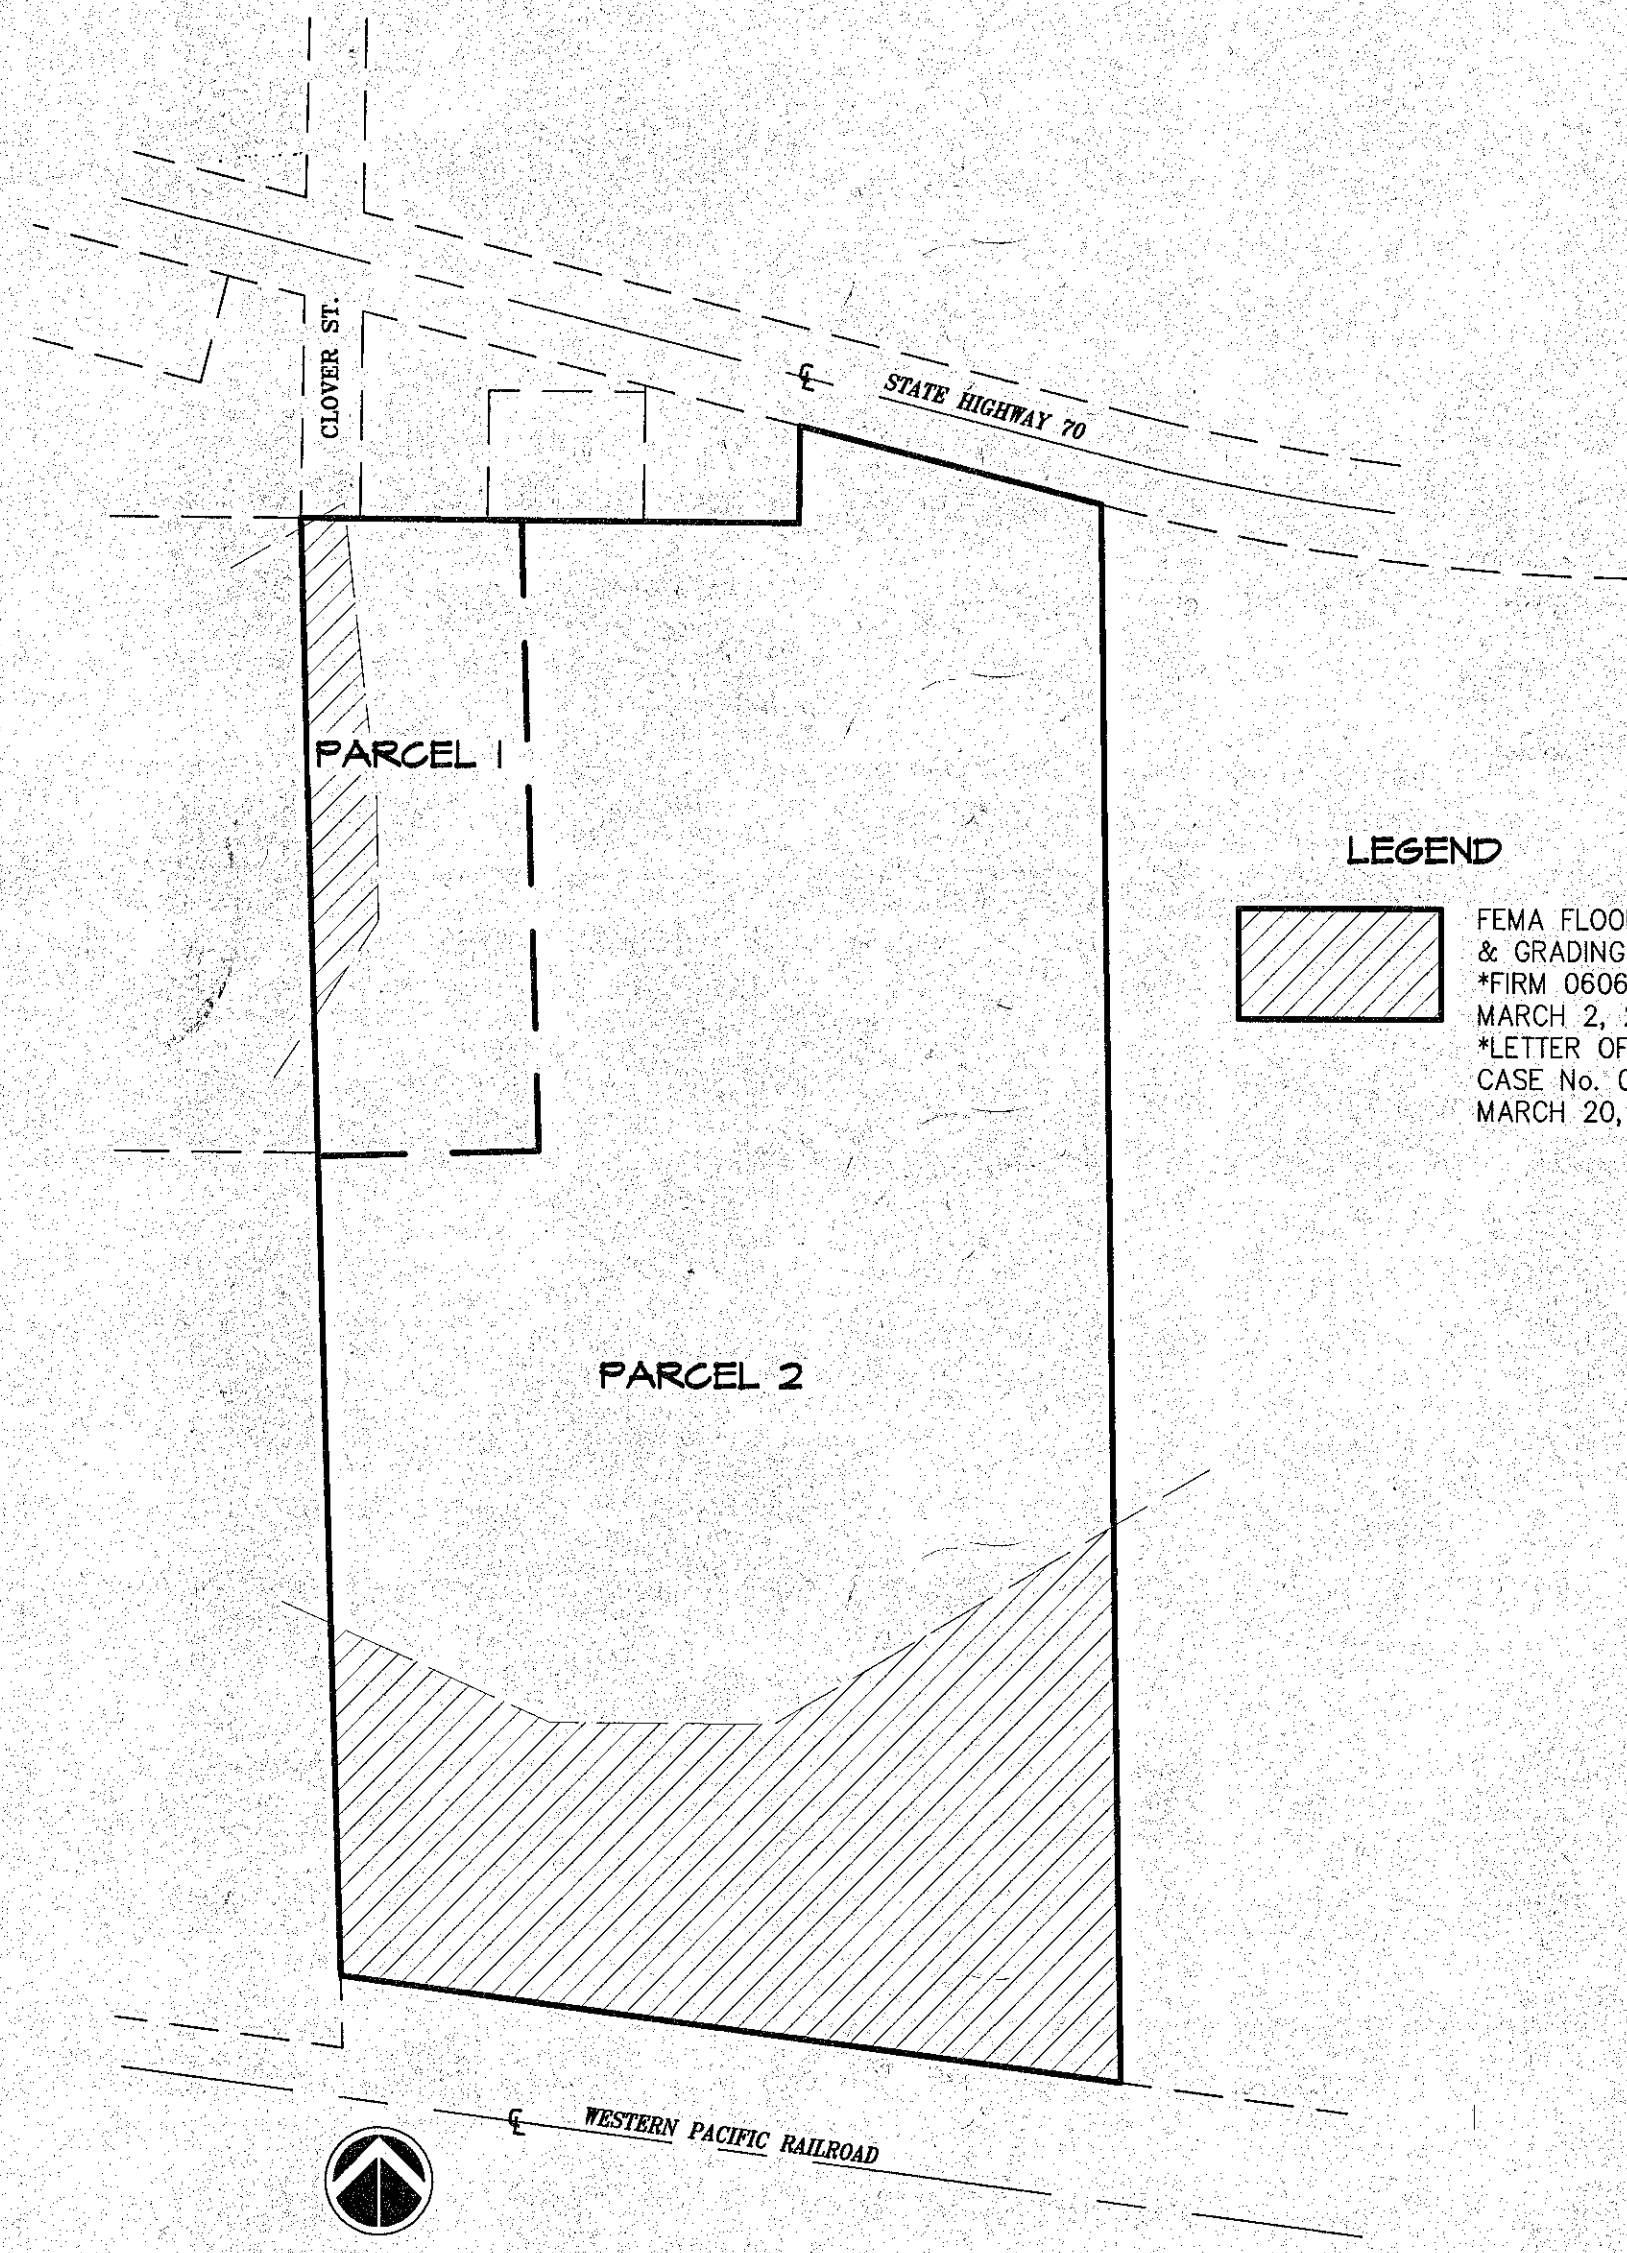 CLOVER ST.
℄
STATE HIGHWAY 70
PARCEL 1
LEGEND
FEMA FLOO
& GRADING
*FIRM 0606
MARCH 2,
*LETTER OF
CASE No.
MARCH 20,
PARCEL 2
℄
WESTERN PACIFIC RAILROAD